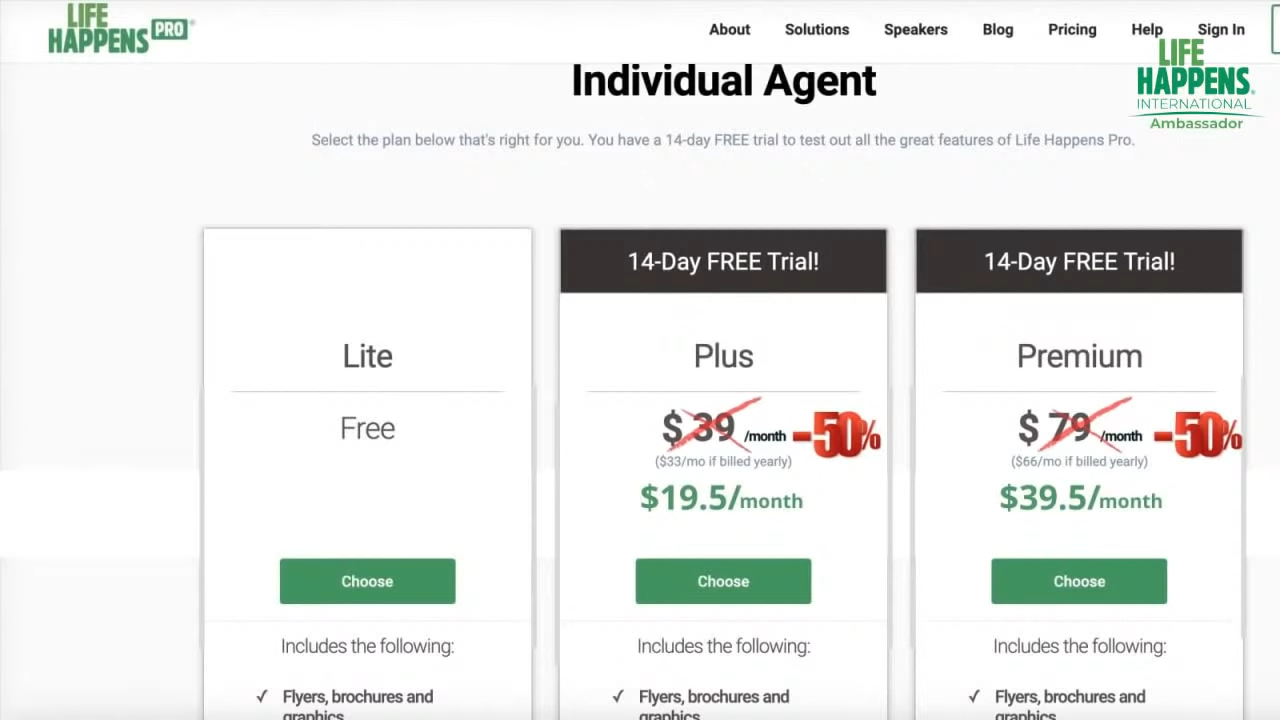 LIFE
HAPPENS PRO
About Solutions Speakers Blog Pricing Help Sign In
LIFE
HAPPENS
INTERNATIONAL
Ambassador
Individual Agent
Select the plan below that's right for you. You have a 14-day FREE trial to test out all the great features of Life Happens Pro.
Lite
Free
Choose
Includes the following:
✓ Flyers, brochures and
graphics
14-Day FREE Trial!
Plus
$ 39 /month -50%
($33/mo if billed yearly)
$19.5/month
Choose
Includes the following:
✓ Flyers, brochures and
graphics
14-Day FREE Trial!
Premium
$ 79 /month -50%
($66/mo if billed yearly)
$39.5/month
Choose
Includes the following:
✓ Flyers, brochures and
graphics